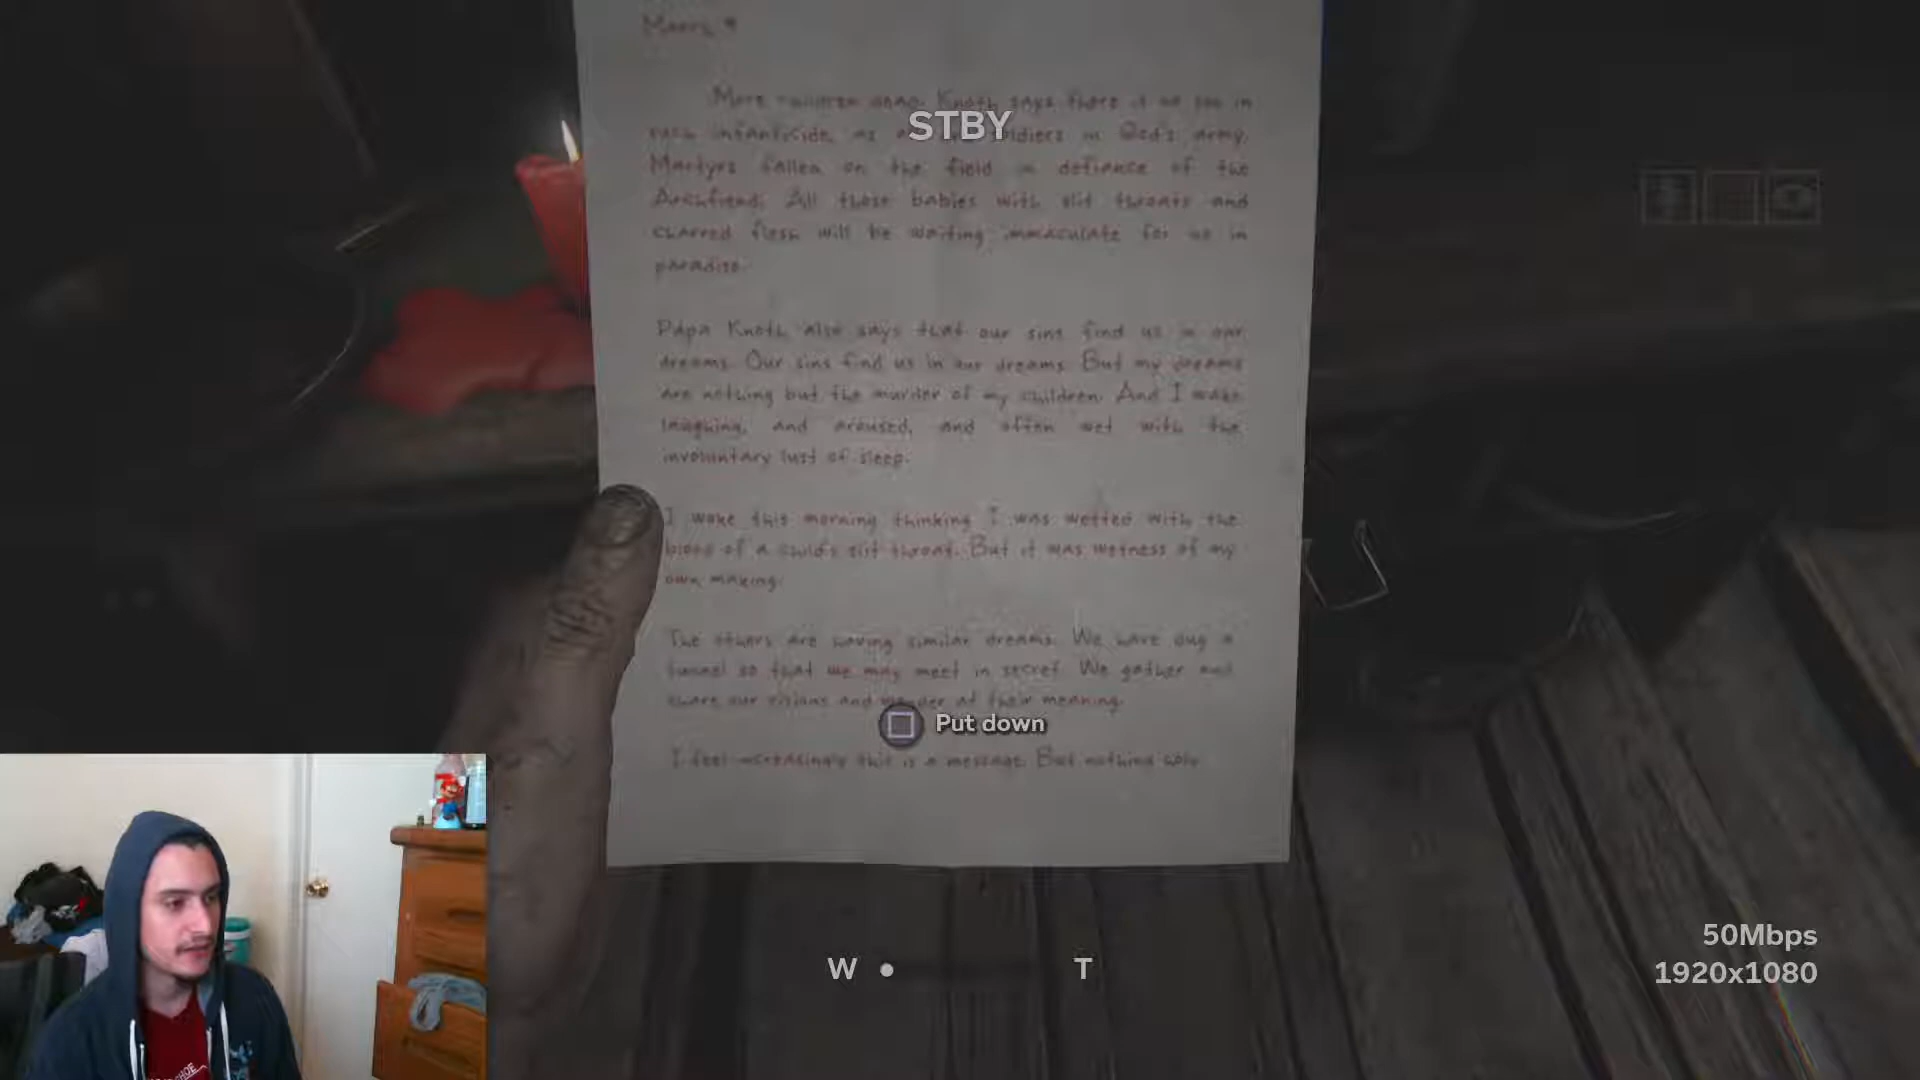 More children gone. Knoth says there is no sin in
such infanticide, as all are soldiers in God's army.
STBY
Martyrs fallen on the field in defiance of the
Archfiend. All those babies with slit throats and
charred flesh will be waiting immaculate for us in
paradise.
Papa Knoth also says that our sins find us in our
dreams. Our sins find us in our dreams. But my dreams
are nothing but the murder of my children. And I wake
laughing, and aroused, and often wet with the
involuntary lust of sleep.
I woke this morning thinking I was wetted with the
blood of a child's slit throat. But it was wetness of my
own making.
The others are having similar dreams. We have dug a
tunnel so that we may meet in secret. We gather and
share our visions and wonder at their meaning.
Put down
I feel increasingly this is a message. But nothing
50Mbps
W T
1920x1080